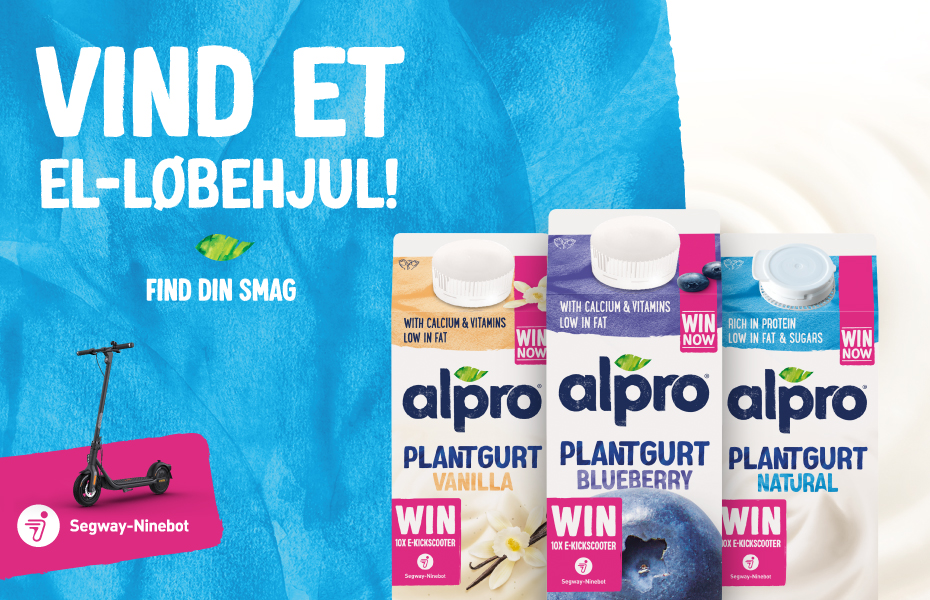 VIND ET
EL-LØBEHJUL!
FIND DIN SMAG
Segway-Ninebot
WITH CALCIUM & VITAMINS
LOW IN FAT
WIN
NOW
alpro®
PLANTGURT
VANILLA
WIN
10X E-KICKSCOOTER
Segway-Ninebot
WITH CALCIUM & VITAMINS
LOW IN FAT
WIN
NOW
alpro®
PLANTGURT
BLUEBERRY
WIN
10X E-KICKSCOOTER
Segway-Ninebot
RICH IN PROTEIN
LOW IN FAT & SUGARS
WIN
NOW
alpro®
PLANTGURT
NATURAL
WIN
10X E-KICKSCOOTER
Segway-Ninebot